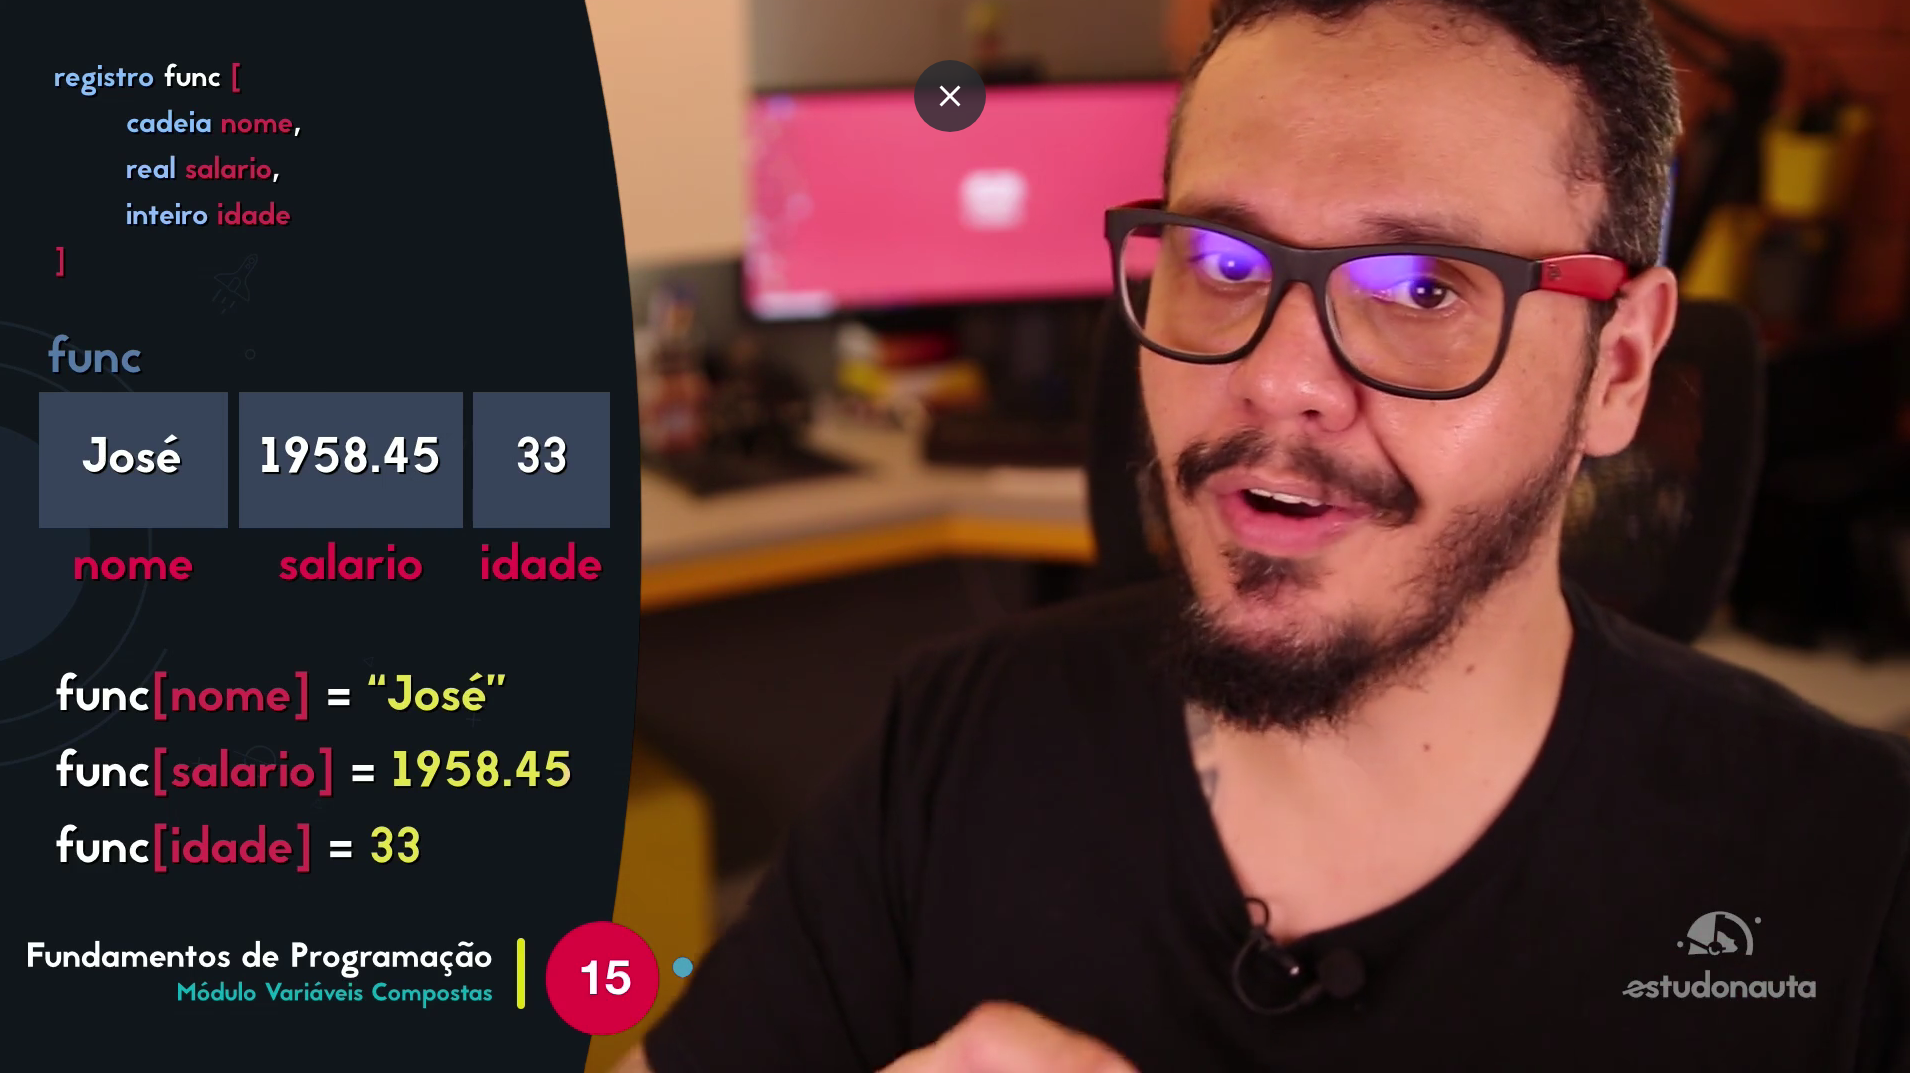 registro func [
cadeia nome,
real salario,
inteiro idade
]
func
José 1958.45 33
nome salario idade
func[nome] = “José”
func[salario] = 1958.45
func[idade] = 33
Fundamentos de Programação
Módulo Variáveis Compostas
15
estudonauta